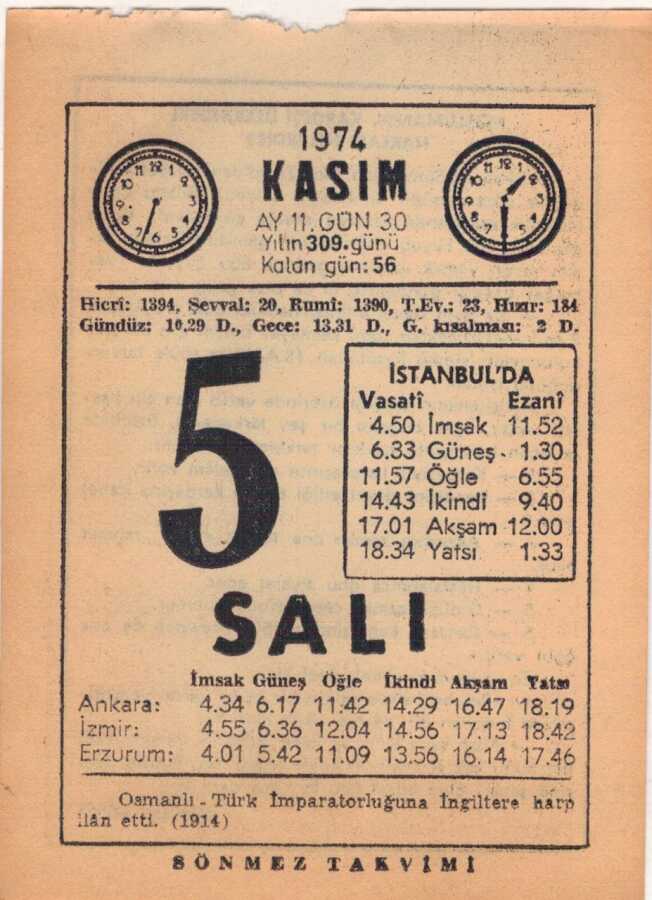 1974
KASIM
AY 11. GÜN 30
Yılın 309. günü
Kalan gün: 56
Hicrî: 1394, Şevval: 20, Rumî: 1390, T.Ev.: 23, Hızır: 184
Gündüz: 10.29 D., Gece: 13.31 D., G. kısalması: 2 D.
5
İSTANBUL'DA
Vasatî Ezanî
4.50 İmsak 11.52
6.33 Güneş 1.30
11.57 Öğle 6.55
14.43 İkindi 9.40
17.01 Akşam 12.00
18.34 Yatsı 1.33
SALI
İmsak Güneş Öğle İkindi Akşam Yatsı
Ankara: 4.34 6.17 11.42 14.29 16.47 18.19
İzmir: 4.55 6.36 12.04 14.56 17.13 18.42
Erzurum: 4.01 5.42 11.09 13.56 16.14 17.46
Osmanlı - Türk İmparatorluğuna İngiltere harp
ilân etti. (1914)
SÖNMEZ TAKVİMİ